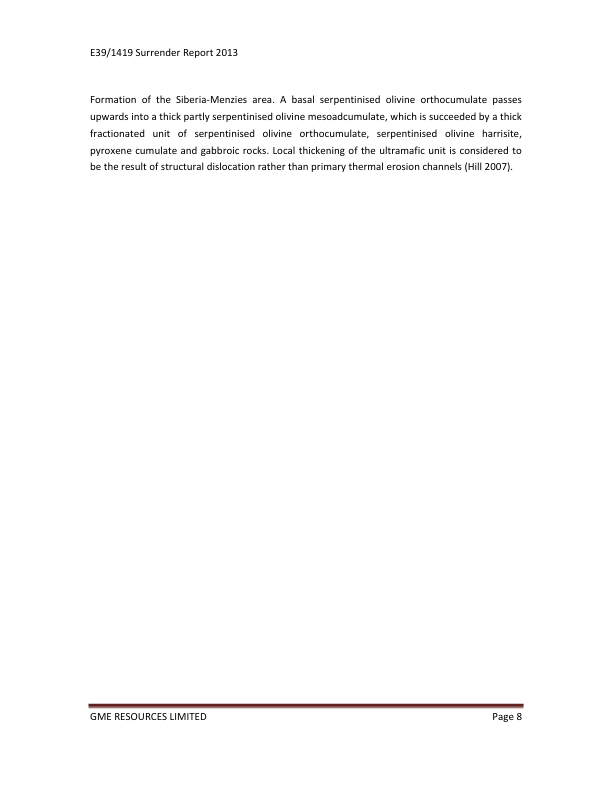 E39/1419 Surrender Report 2013
Formation of the Siberia-Menzies area. A basal serpentinised olivine orthocumulate passes
upwards into a thick partly serpentinised olivine mesoadcumulate, which is succeeded by a thick
fractionated unit of serpentinised olivine orthocumulate, serpentinised olivine harrisite,
pyroxene cumulate and gabbroic rocks. Local thickening of the ultramafic unit is considered to
be the result of structural dislocation rather than primary thermal erosion channels (Hill 2007).
GME RESOURCES LIMITED Page 8